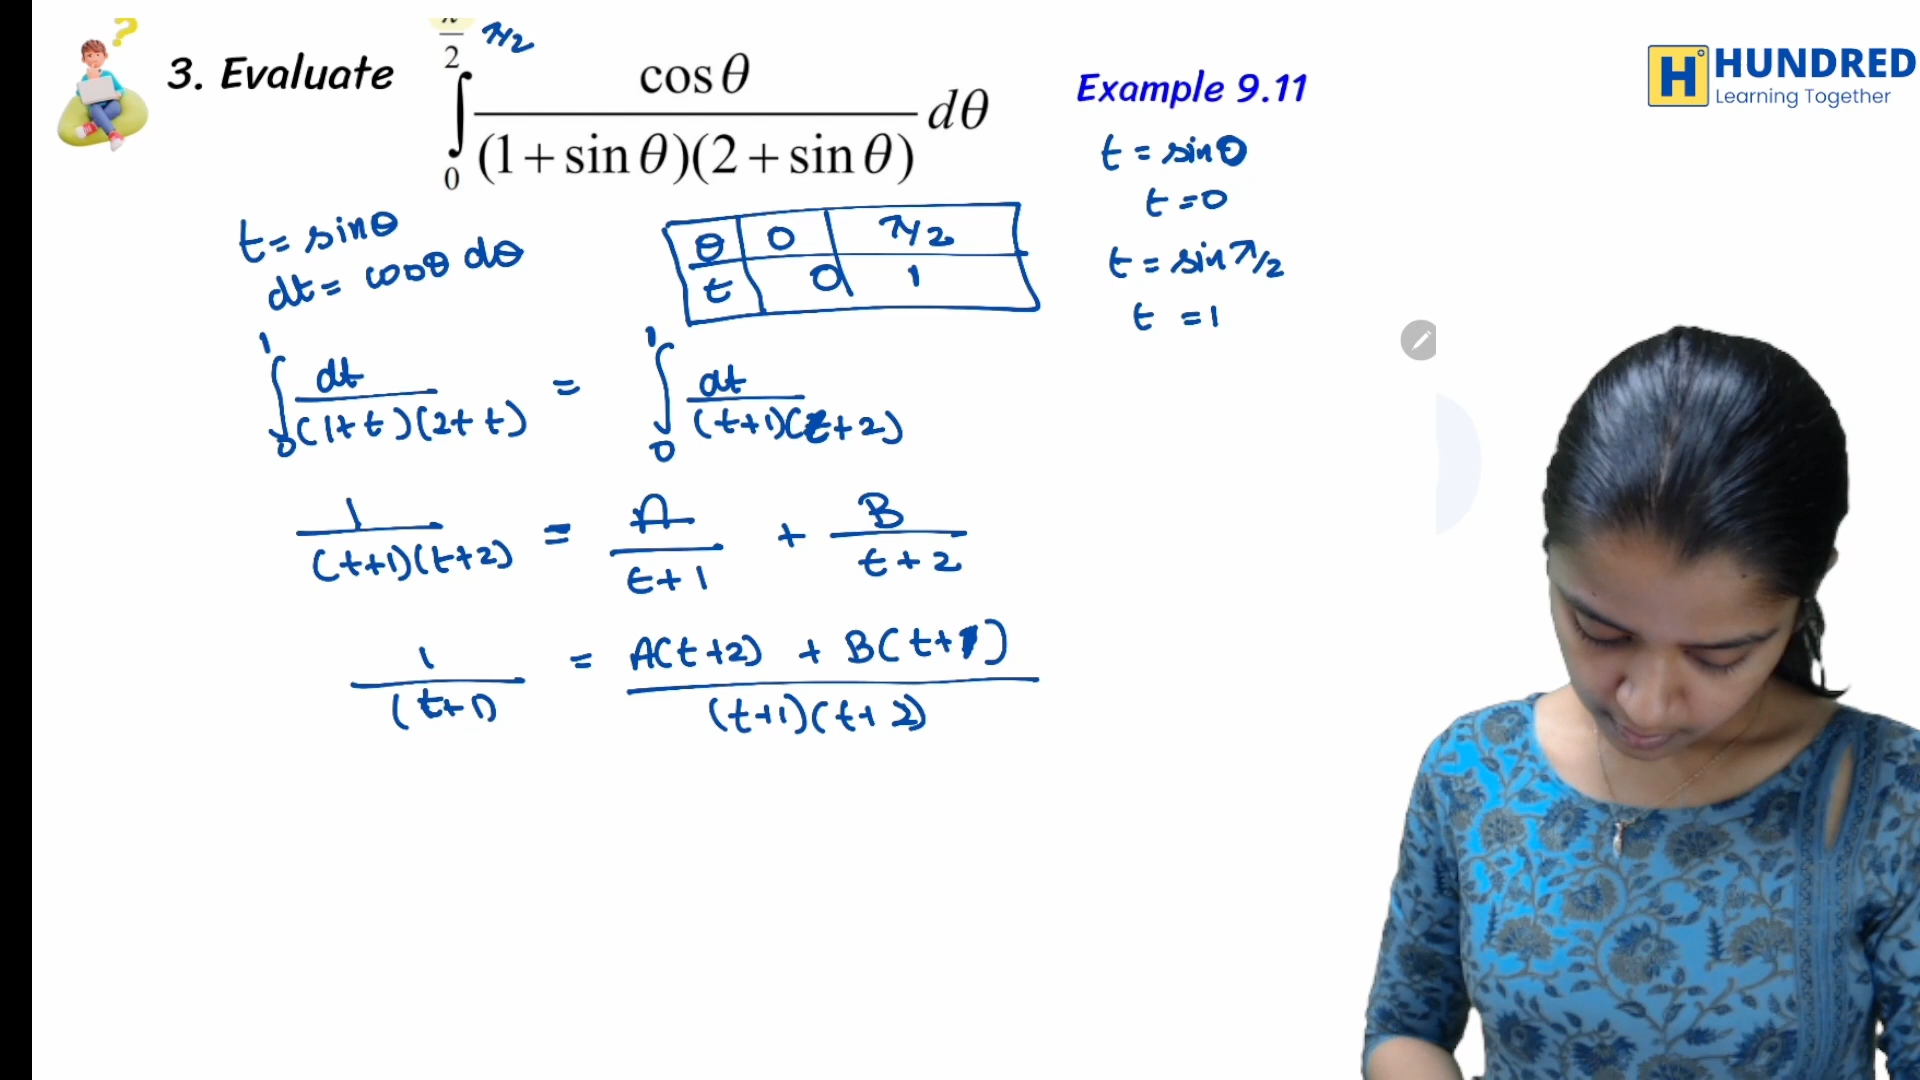 3. Evaluate ∫₀^{π/2} cosθ / (1+sinθ)(2+sinθ) dθ
π/2
Example 9.11
HUNDRED
Learning Together
t = sinθ
dt = cosθ dθ
θ | 0 | π/2
t | 0 | 1
t = sinθ
t = 0
t = sin π/2
t = 1
∫₀¹ dt / (1+t)(2+t) = ∫₀¹ dt / (t+1)(t+2)
1 / (t+1)(t+2) = A / t+1 + B / t+2
1 / (t+1) = A(t+2) + B(t+1) / (t+1)(t+2)